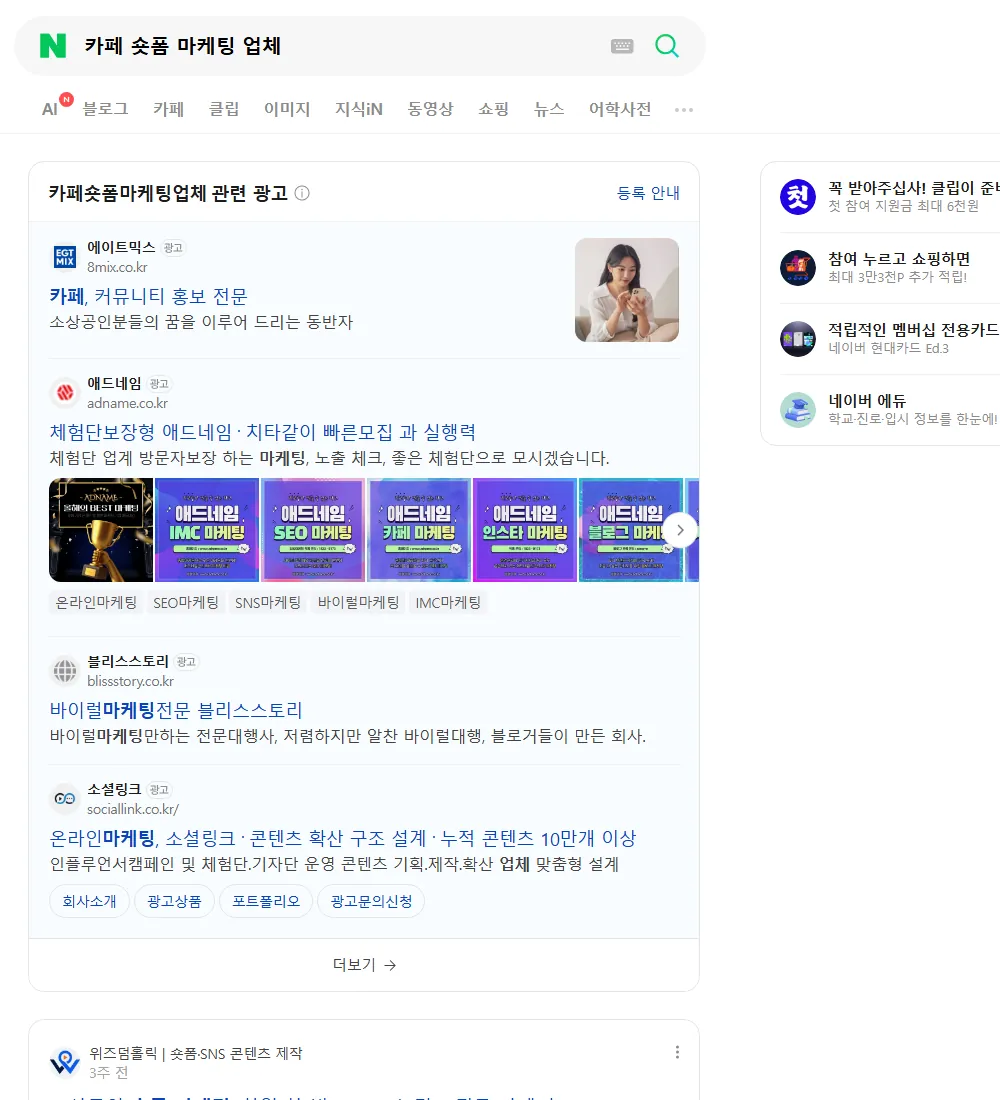 카페 숏폼 마케팅 업체
AI N 블로그 카페 클립 이미지 지식iN 동영상 쇼핑 뉴스 어학사전
카페숏폼마케팅업체 관련 광고
등록 안내
EGT
MIX
에이트믹스 광고
8mix.co.kr
카페, 커뮤니티 홍보 전문
소상공인분들의 꿈을 이루어 드리는 동반자
애드네임 광고
adname.co.kr
체험단보장형 애드네임 · 치타같이 빠른모집 과 실행력
체험단 업계 방문자보장 하는 마케팅, 노출 체크, 좋은 체험단으로 모시겠습니다.
ADNAME
올해의 BEST 마케팅
애드네임
IMC 마케팅
애드네임
SEO 마케팅
애드네임
카페 마케팅
애드네임
인스타 마케팅
애드네임
블로그 마케팅
온라인마케팅 SEO마케팅 SNS마케팅 바이럴마케팅 IMC마케팅
블리스스토리 광고
blissstory.co.kr
바이럴마케팅전문 블리스스토리
바이럴마케팅만하는 전문대행사, 저렴하지만 알찬 바이럴대행, 블로거들이 만든 회사.
소셜링크 광고
sociallink.co.kr/
온라인마케팅, 소셜링크 · 콘텐츠 확산 구조 설계 · 누적 콘텐츠 10만개 이상
인플루언서캠페인 및 체험단.기자단 운영 콘텐츠 기획.제작.확산 업체 맞춤형 설계
회사소개 광고상품 포트폴리오 광고문의신청
더보기 →
위즈덤홀릭 | 숏폼·SNS 콘텐츠 제작
3주 전
첫
꼭 받아주십사! 클립이
첫 참여 지원금 최대 6천원
참여 누르고 쇼핑하면
최대 3만3천P 추가 적립!
적립적인 멤버십 전용카드
네이버 현대카드 Ed.3
네이버 에듀
학교·진로·입시 정보를 한눈에!